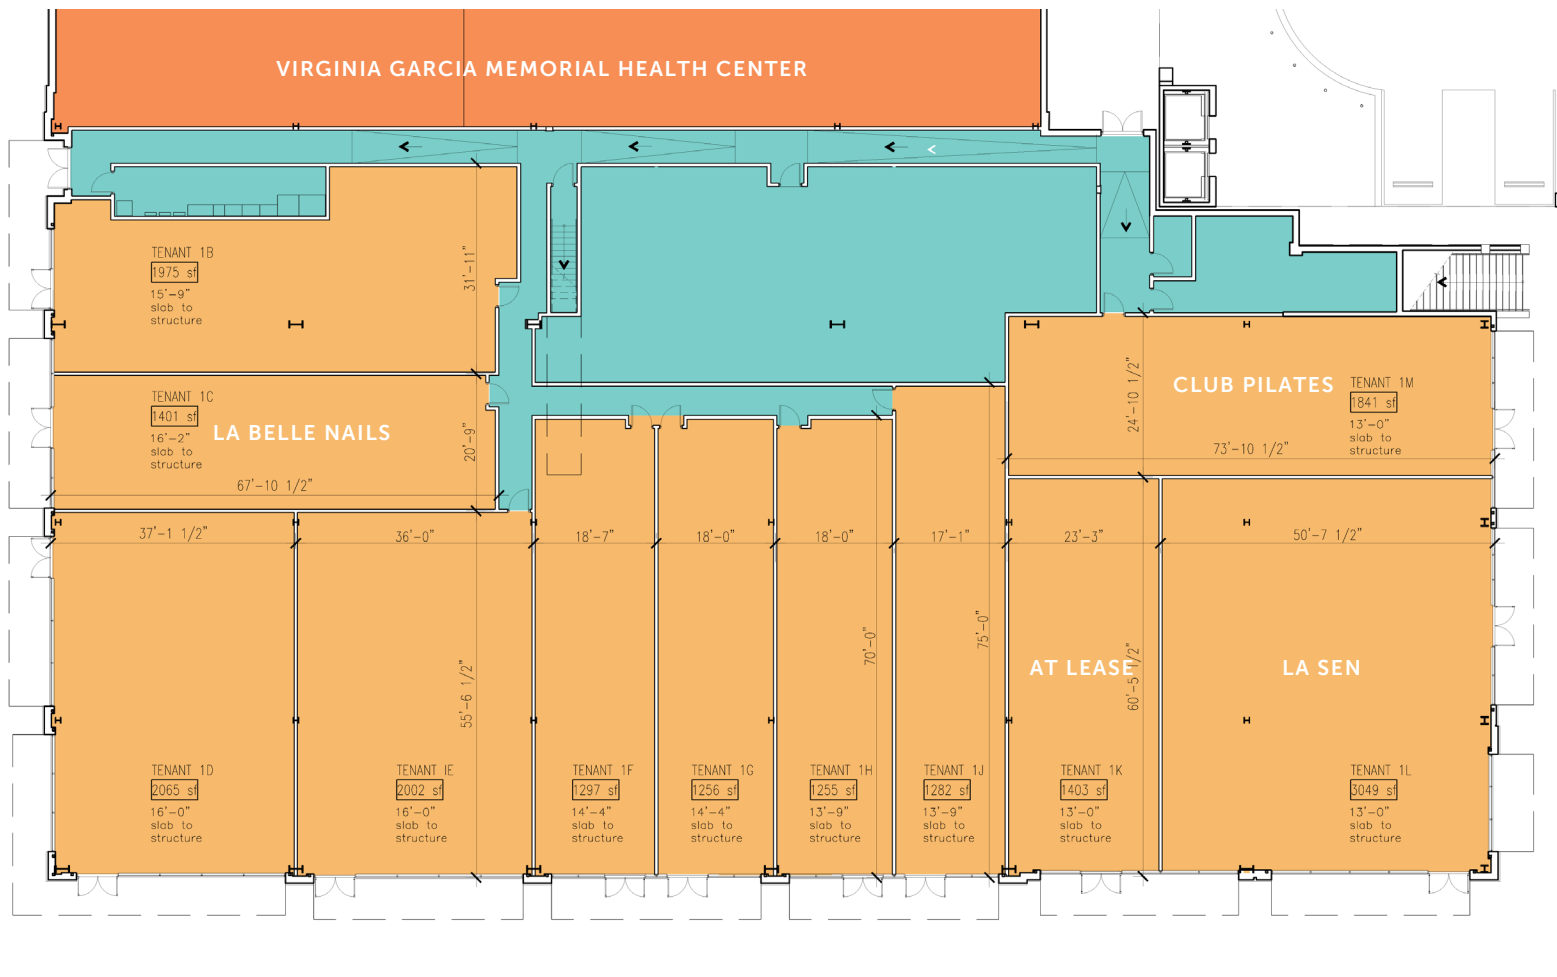 VIRGINIA GARCIA MEMORIAL HEALTH CENTER
TENANT 1B
1975 sf
15'-9"
slab to
structure
31'-11"
TENANT 1C
1401 sf
16'-2"
slab to
structure
LA BELLE NAILS
20'-9"
67'-10 1/2"
24'-10 1/2"
CLUB PILATES
TENANT 1M
1841 sf
13'-0"
slab to
structure
73'-10 1/2"
37'-1 1/2"
36'-0"
18'-7"
18'-0"
18'-0"
17'-1"
23'-3"
50'-7 1/2"
55'-6 1/2"
70'-0"
75'-0"
60'-5 1/2"
AT LEASE
LA SEN
TENANT 1D
2065 sf
16'-0"
slab to
structure
TENANT IE
2002 sf
16'-0"
slab to
structure
TENANT 1F
1297 sf
14'-4"
slab to
structure
TENANT 1G
1256 sf
14'-4"
slab to
structure
TENANT 1H
1255 sf
13'-9"
slab to
structure
TENANT 1J
1282 sf
13'-9"
slab to
structure
TENANT 1K
1403 sf
13'-0"
slab to
structure
TENANT 1L
3049 sf
13'-0"
slab to
structure